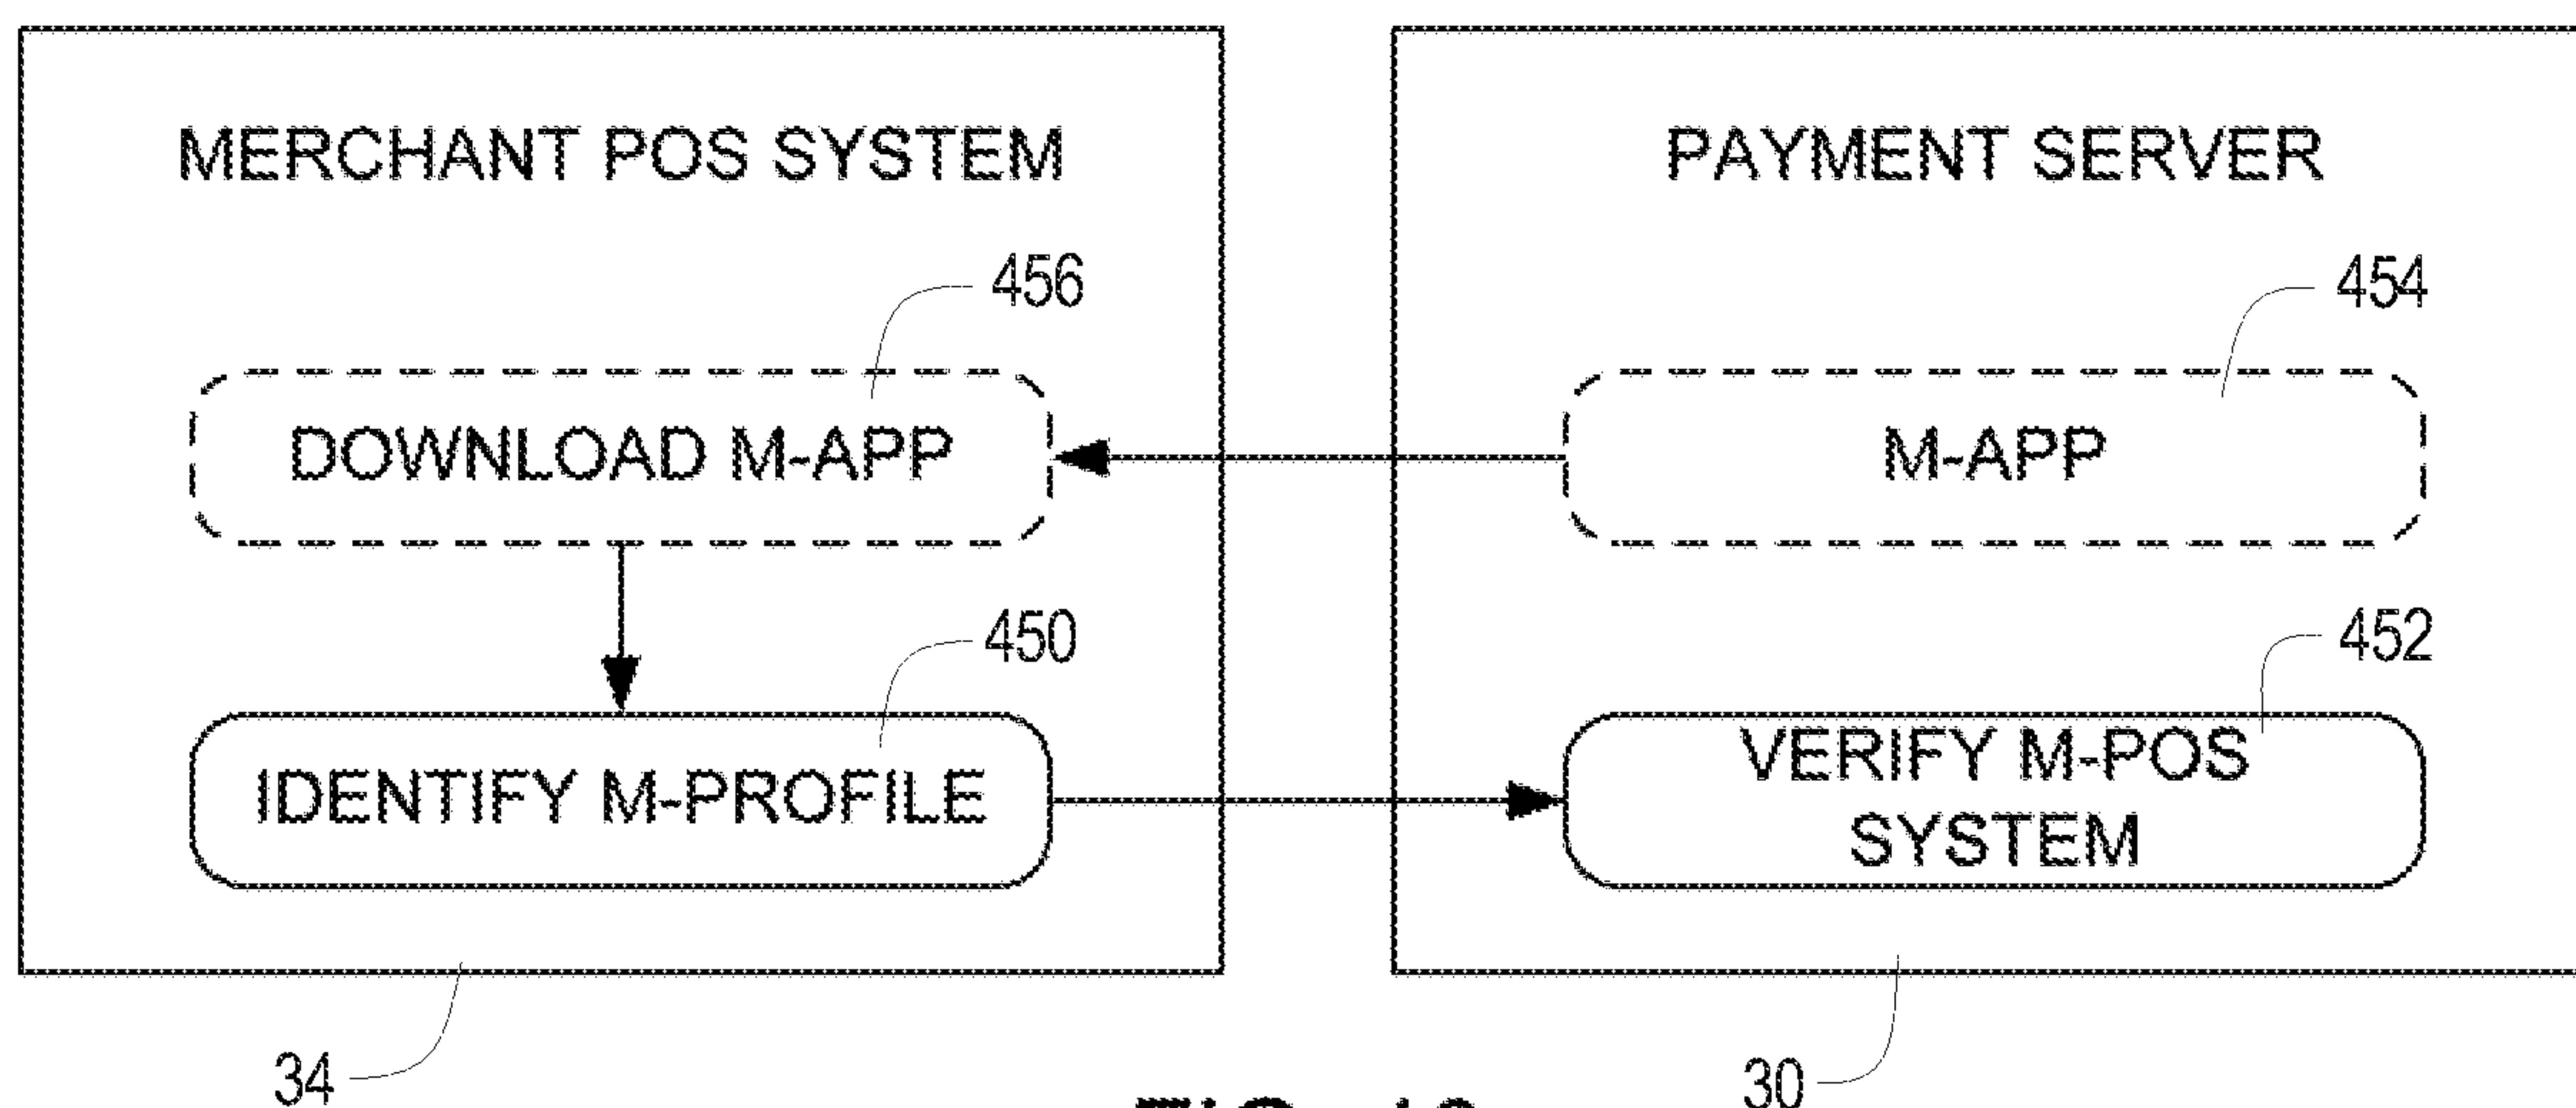 MERCHANT POS SYSTEM
PAYMENT SERVER
456
454
DOWNLOAD M-APP
M-APP
450
452
IDENTIFY M-PROFILE
VERIFY M-POS
SYSTEM
34
30